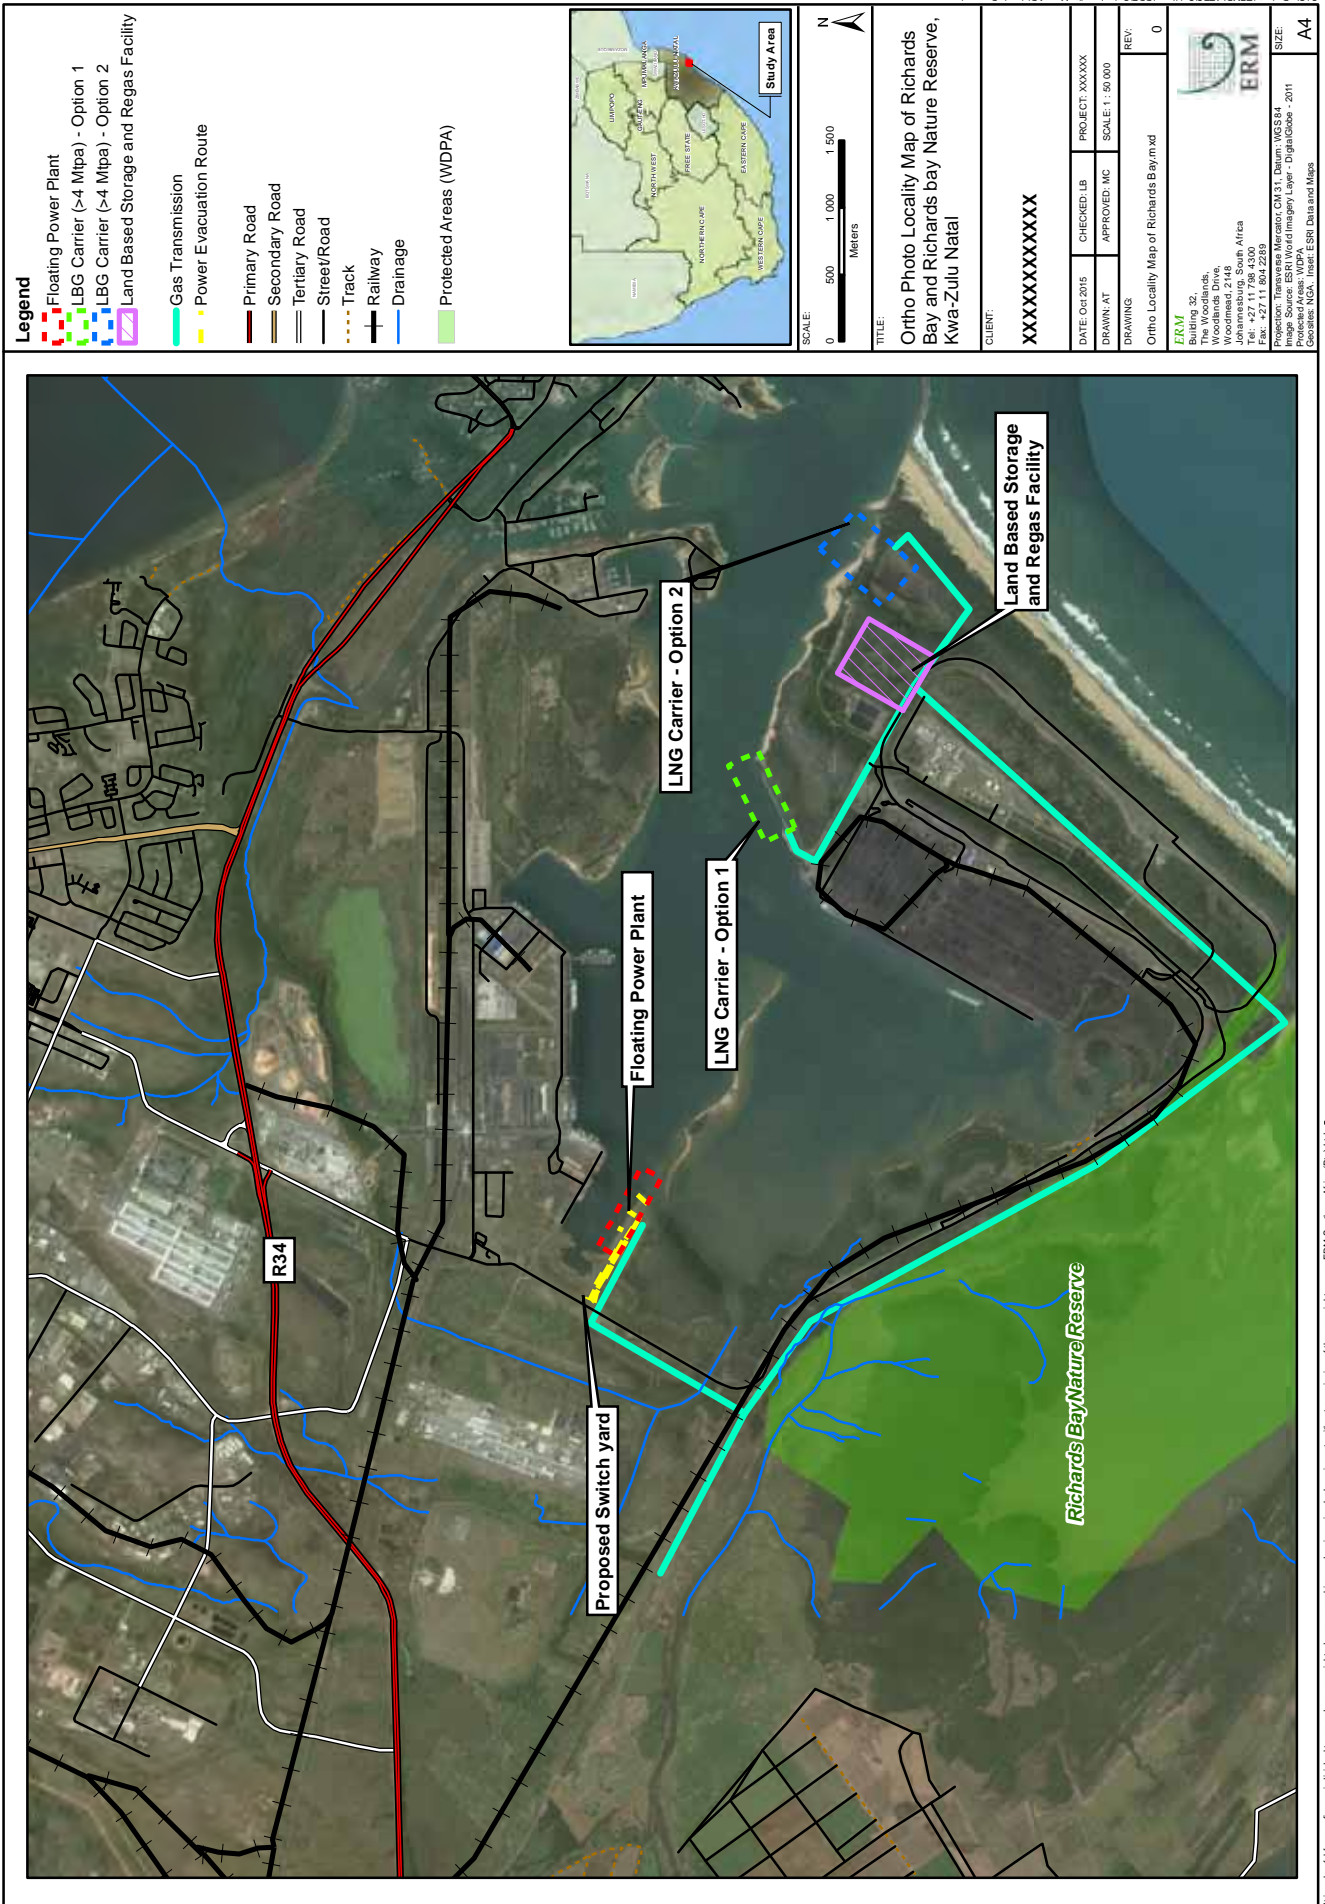 Legend
Floating Power Plant
LBG Carrier (>4 Mtpa) - Option 1
LBG Carrier (>4 Mtpa) - Option 2
Land Based Storage and Regas Facility
Gas Transmission
Power Evacuation Route
Primary Road
Secondary Road
Tertiary Road
Street/Road
Track
Railway
Drainage
Protected Areas (WDPA)
LIMPOPO
MPUMALANGA
GAUTENG
NORTH WEST
KWAZULU-NATAL
FREE STATE
NORTHERN CAPE
EASTERN CAPE
WESTERN CAPE
Study Area
SCALE:
N
0 500 1 000 1 500
Meters
TITLE:
Ortho Photo Locality Map of Richards
Bay and Richards bay Nature Reserve,
Kwa-Zulu Natal
CLIENT:
XXXXXXXXXXXX
DATE: Oct 2015
CHECKED: LB
PROJECT: XXXXXX
DRAWN: AT
APPROVED: MC
SCALE: 1 : 50 000
DRAWING:
Ortho Locality Map of Richards Bay.mxd
REV:
0
ERM
Building 32,
The Woodlands,
Woodlands Drive,
Woodmead, 2148
Johannesburg, South Africa
Tel: +27 11 798 4300
Fax: +27 11 804 2289
ERM
Projection: Transverse Mercator, CM 31, Datum: WGS 84
Image Source: ESRI World Imagery Layer - DigitalGlobe - 2011
Protected Areas: WDPA
Geosites: NGA. Inset: ESRI Data and Maps
SIZE:
A4
R34
LNG Carrier - Option 2
Land Based Storage
and Regas Facility
Floating Power Plant
LNG Carrier - Option 1
Proposed Switch yard
Richards Bay Nature Reserve